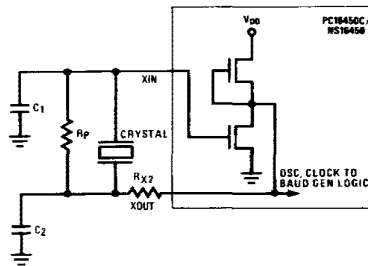 VDD
PC16450C/
NS16450
XIN
C1
RP
CRYSTAL
RX2
XOUT
OSC, CLOCK TO
BAUD GEN LOGIC
C2